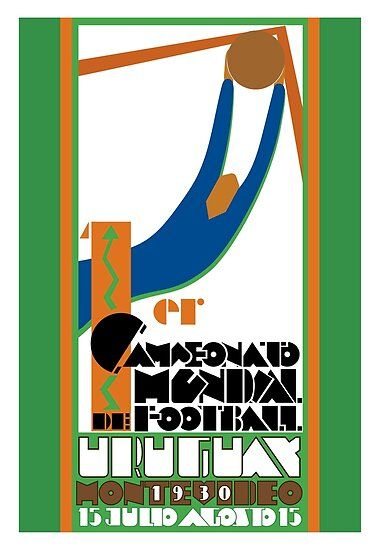 1er
CAMPEONATO
MUNDIAL.
DE: FOOTBALL.
URUGUAY
MONTEVIDEO
1930
15 JULIO AGOSTO 15